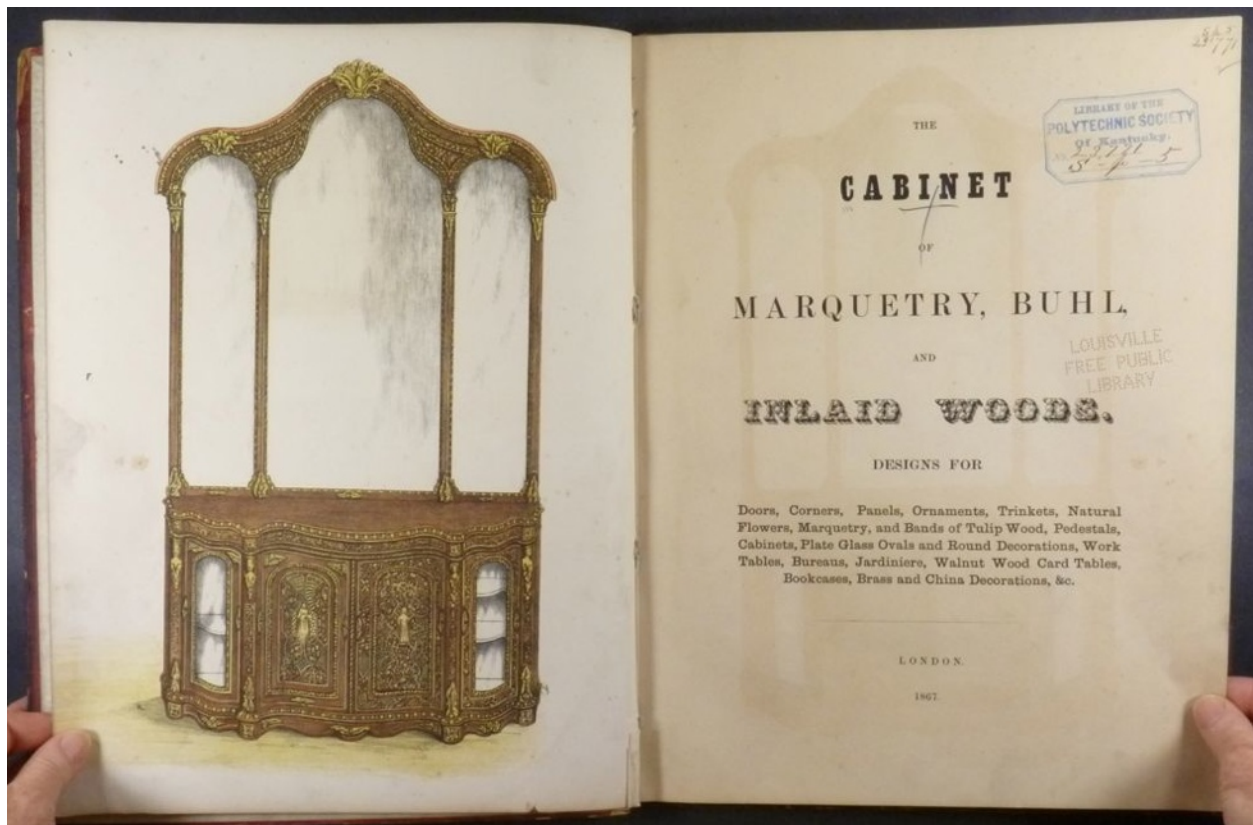 THE
CABINET
OF
MARQUETRY, BUHL,
AND
INLAID WOODS.
DESIGNS FOR
Doors, Corners, Panels, Ornaments, Trinkets, Natural
Flowers, Marquetry, and Bands of Tulip Wood, Pedestals,
Cabinets, Plate Glass Ovals and Round Decorations, Work
Tables, Bureaus, Jardiniere, Walnut Wood Card Tables,
Bookcases, Brass and China Decorations, &c.
LONDON.
1867
LIBRARY OF THE
POLYTECHNIC SOCIETY
Of Kentucky.
LOUISVILLE
FREE PUBLIC
LIBRARY